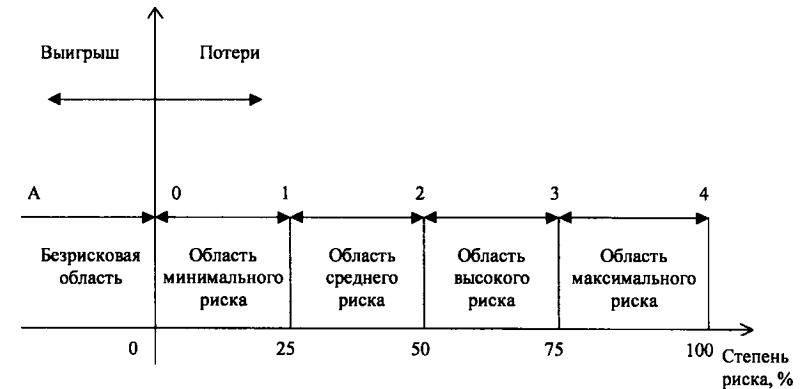 Выигрыш Потери
А 0 1 2 3 4
Безрисковая область
Область минимального риска
Область среднего риска
Область высокого риска
Область максимального риска
0 25 50 75 100
Степень риска, %